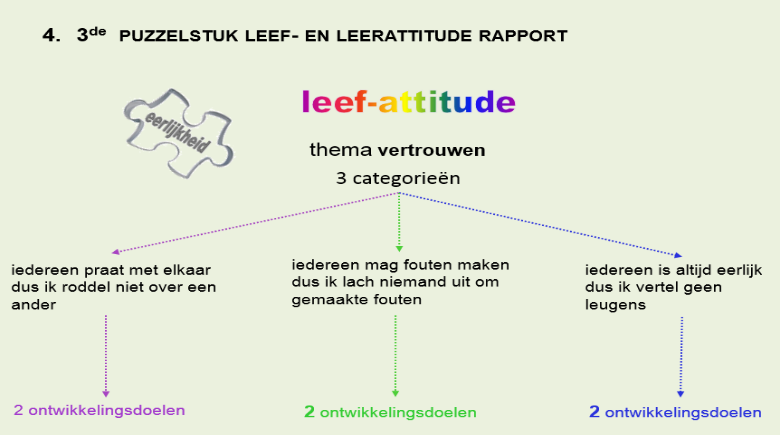 4. 3de PUZZELSTUK LEEF- EN LEERATTITUDE RAPPORT
eerlijkheid
leef-attitude
thema vertrouwen
3 categorieën
iedereen praat met elkaar
dus ik roddel niet over een
ander
iedereen mag fouten maken
dus ik lach niemand uit om
gemaakte fouten
iedereen is altijd eerlijk
dus ik vertel geen
leugens
2 ontwikkelingsdoelen
2 ontwikkelingsdoelen
2 ontwikkelingsdoelen